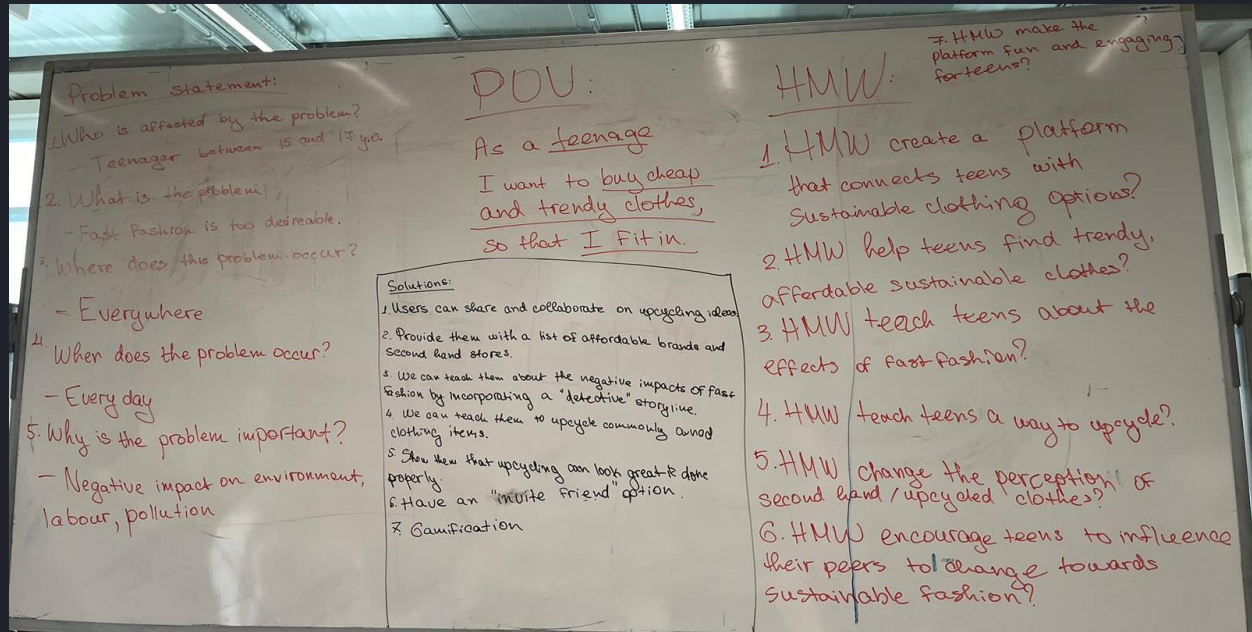 Problem statement:
1. Who is affected by the problem?
- Teenager between 15 and 17 y.o.
2. What is the problem
- Fast Fashion is too desireable.
3. Where does this problem occur?
- Everywhere
4. When does the problem occur?
- Every day
5. Why is the problem important?
- Negative impact on environment,
labour, pollution
POV:
As a teenage
I want to buy cheap
and trendy clothes,
so that I fit in.
Solutions:
1. Users can share and collaborate on upcycling ideas
2. Provide them with a list of affordable brands and
second hand stores.
3. We can teach them about the negative impacts of fast
fashion by incorporating a "detective" storyline.
4. We can teach them to upcycle commonly owned
clothing items.
5. Show them that upcycling can look great if done
properly.
6. Have an "invite friend" option.
7. Gamification
HMW:
7. HMW make the
platform fun and engaging
for teens?
1. HMW create a platform
that connects teens with
sustainable clothing options?
2. HMW help teens find trendy,
affordable sustainable clothes?
3. HMW teach teens about the
effects of fast fashion?
4. HMW teach teens a way to upcycle?
5. HMW change the perception of
second hand / upcycled clothes?
6. HMW encourage teens to influence
their peers to change towards
sustainable fashion?